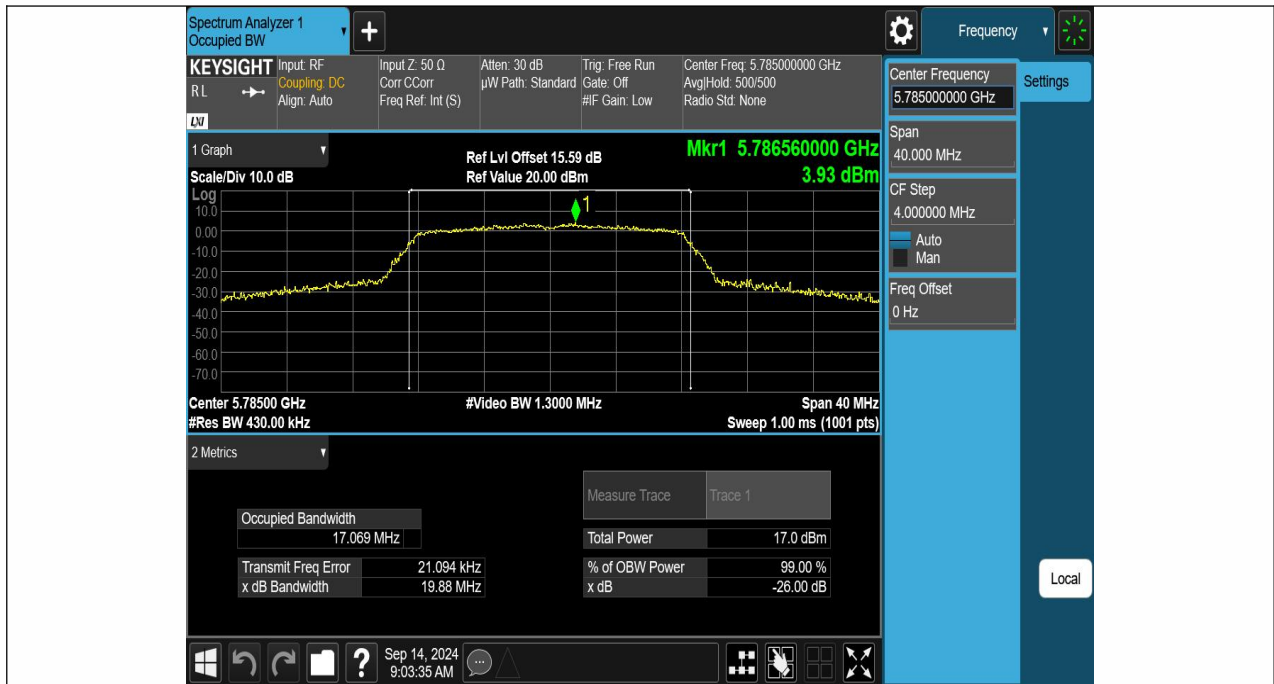 Spectrum Analyzer 1
Occupied BW
+
Frequency
KEYSIGHT
R L
LXI
Input: RF
Coupling: DC
Align: Auto
Input Z: 50 Ω
Corr CCorr
Freq Ref: Int (S)
Atten: 30 dB
µW Path: Standard
Trig: Free Run
Gate: Off
#IF Gain: Low
Center Freq: 5.785000000 GHz
Avg|Hold: 500/500
Radio Std: None
Center Frequency
5.785000000 GHz
Settings
Span
40.000 MHz
CF Step
4.000000 MHz
Auto
Man
Freq Offset
0 Hz
Local
1 Graph
Scale/Div 10.0 dB
Ref Lvl Offset 15.59 dB
Ref Value 20.00 dBm
Mkr1 5.786560000 GHz
3.93 dBm
Log
1
10.0
0.00
-10.0
-20.0
-30.0
-40.0
-50.0
-60.0
-70.0
Center 5.78500 GHz
#Video BW 1.3000 MHz
Span 40 MHz
#Res BW 430.00 kHz
Sweep 1.00 ms (1001 pts)
2 Metrics
Measure Trace Trace 1
Occupied Bandwidth
17.069 MHz
Total Power 17.0 dBm
Transmit Freq Error 21.094 kHz
% of OBW Power 99.00 %
x dB Bandwidth 19.88 MHz
x dB -26.00 dB
?
Sep 14, 2024
9:03:35 AM